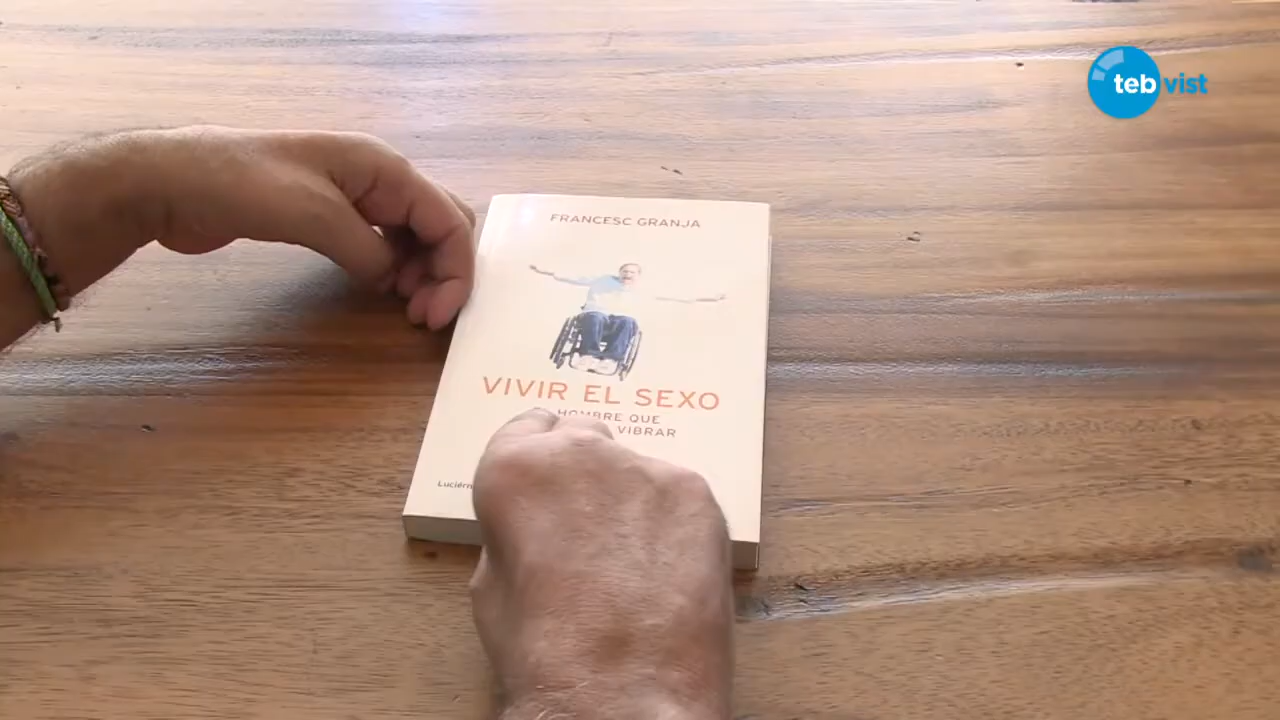 teb vist
FRANCESC GRANJA
VIVIR EL SEXO
HOMBRE QUE
VIBRAR